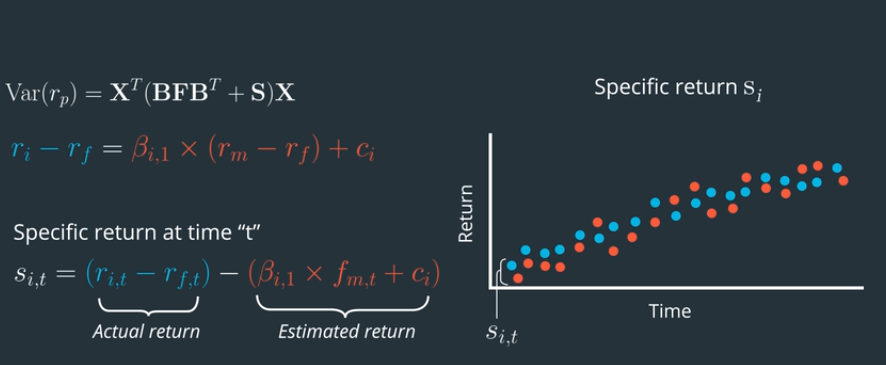 Var(r_p) = X^T(BFB^T + S)X
r_i − r_f = β_{i,1} × (r_m − r_f) + c_i
Specific return at time “t”
s_{i,t} = (r_{i,t} − r_{f,t}) − (β_{i,1} × f_{m,t} + c_i)
Actual return
Estimated return
Specific return s_i
Return
Time
s_{i,t}